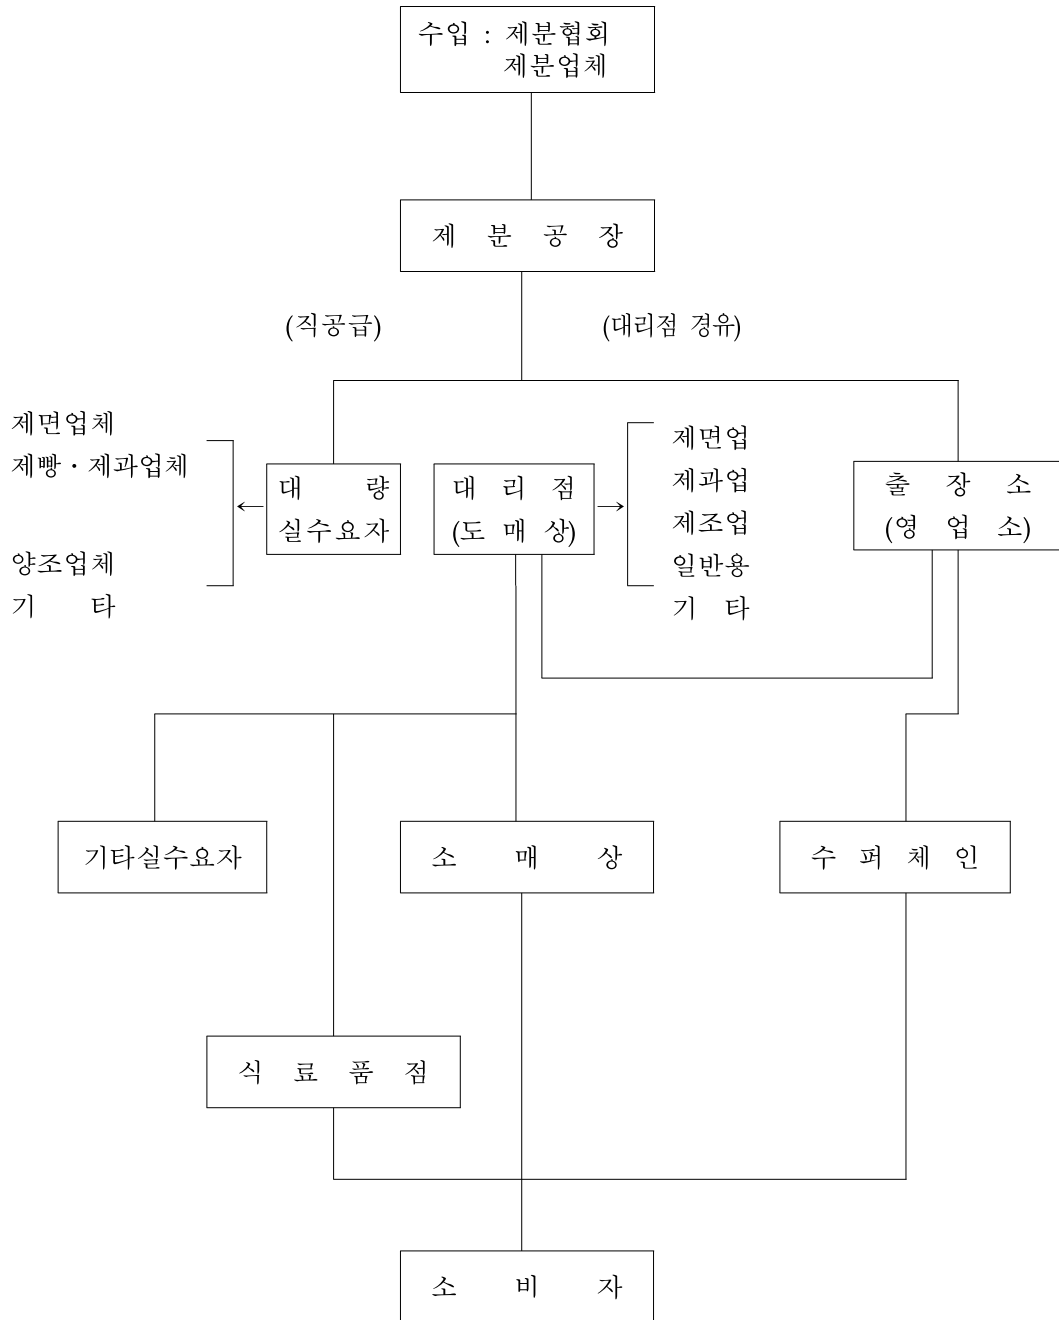 수입 : 제분협회
제분업체
제 분 공 장
(직공급)
(대리점 경유)
제면업체
제빵·제과업체
양조업체
기 타
대 량
실수요자
대 리 점
(도 매 상)
제면업
제과업
제조업
일반용
기 타
출 장 소
(영 업 소)
기타실수요자
소 매 상
수 퍼 체 인
식 료 품 점
소 비 자